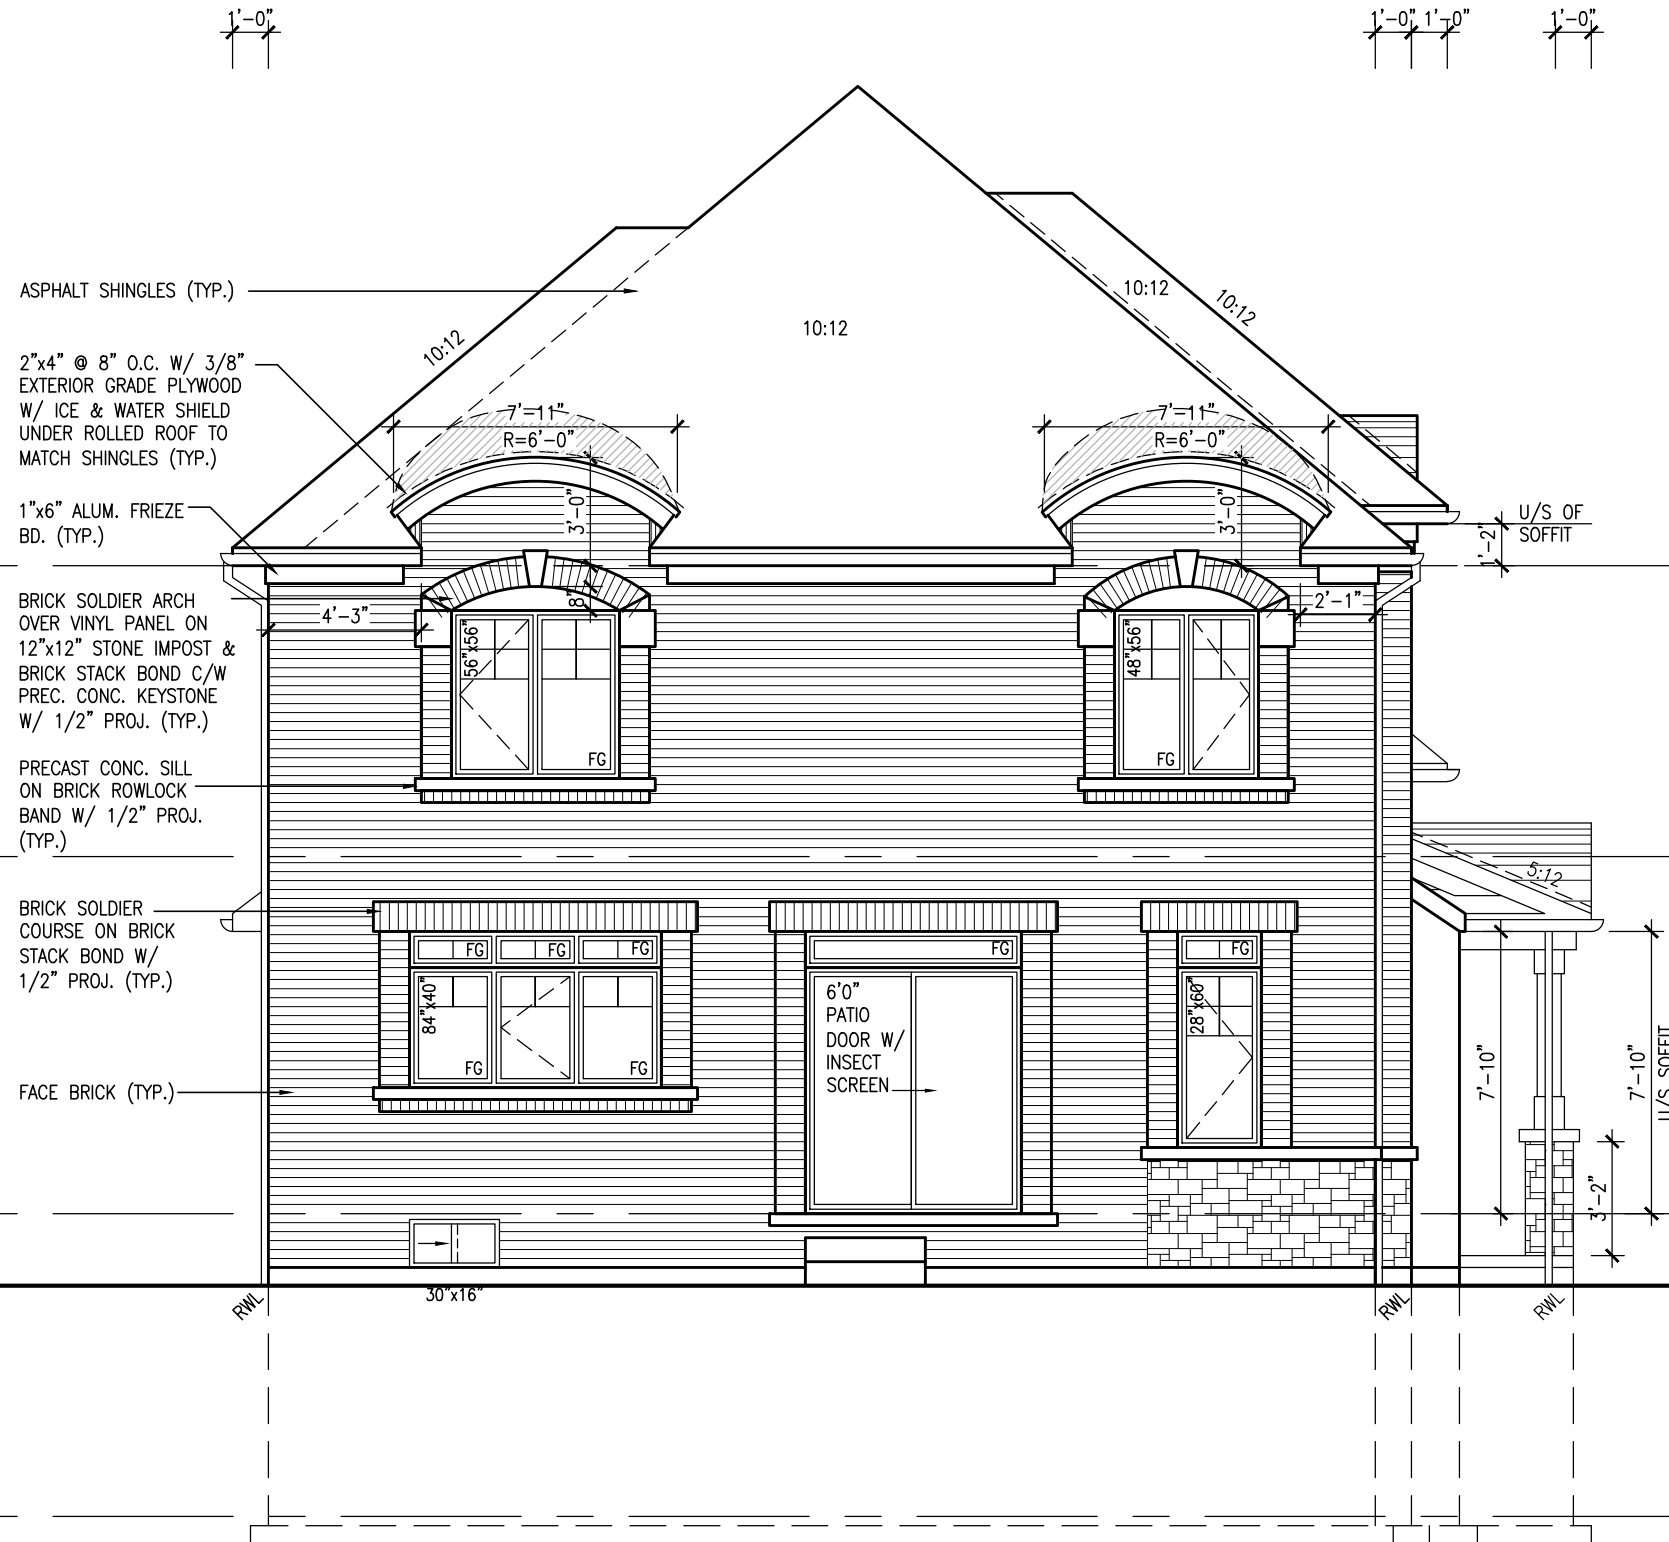 1'-0"
1'-0" 1'-0"
1'-0"
ASPHALT SHINGLES (TYP.)
10:12
10:12
10:12
10:12
2"x4" @ 8" O.C. W/ 3/8"
EXTERIOR GRADE PLYWOOD
W/ ICE & WATER SHIELD
UNDER ROLLED ROOF TO
MATCH SHINGLES (TYP.)
7'-11"
R=6'-0"
3'-0"
7'-11"
R=6'-0"
3'-0"
1"x6" ALUM. FRIEZE
BD. (TYP.)
U/S OF
SOFFIT
1'-2"
BRICK SOLDIER ARCH
OVER VINYL PANEL ON
12"x12" STONE IMPOST &
BRICK STACK BOND C/W
PREC. CONC. KEYSTONE
W/ 1/2" PROJ. (TYP.)
4'-3"
8"
2'-1"
56"x56"
FG
48"x56"
FG
PRECAST CONC. SILL
ON BRICK ROWLOCK
BAND W/ 1/2" PROJ.
(TYP.)
5:12
BRICK SOLDIER
COURSE ON BRICK
STACK BOND W/
1/2" PROJ. (TYP.)
FG
FG
FG
FG
FG
84"x40"
FG
FG
6'0"
PATIO
DOOR W/
INSECT
SCREEN
28"x60"
7'-10"
7'-10"
U/S SOFFIT
3'-2"
FACE BRICK (TYP.)
30"x16"
RWL
RWL
RWL